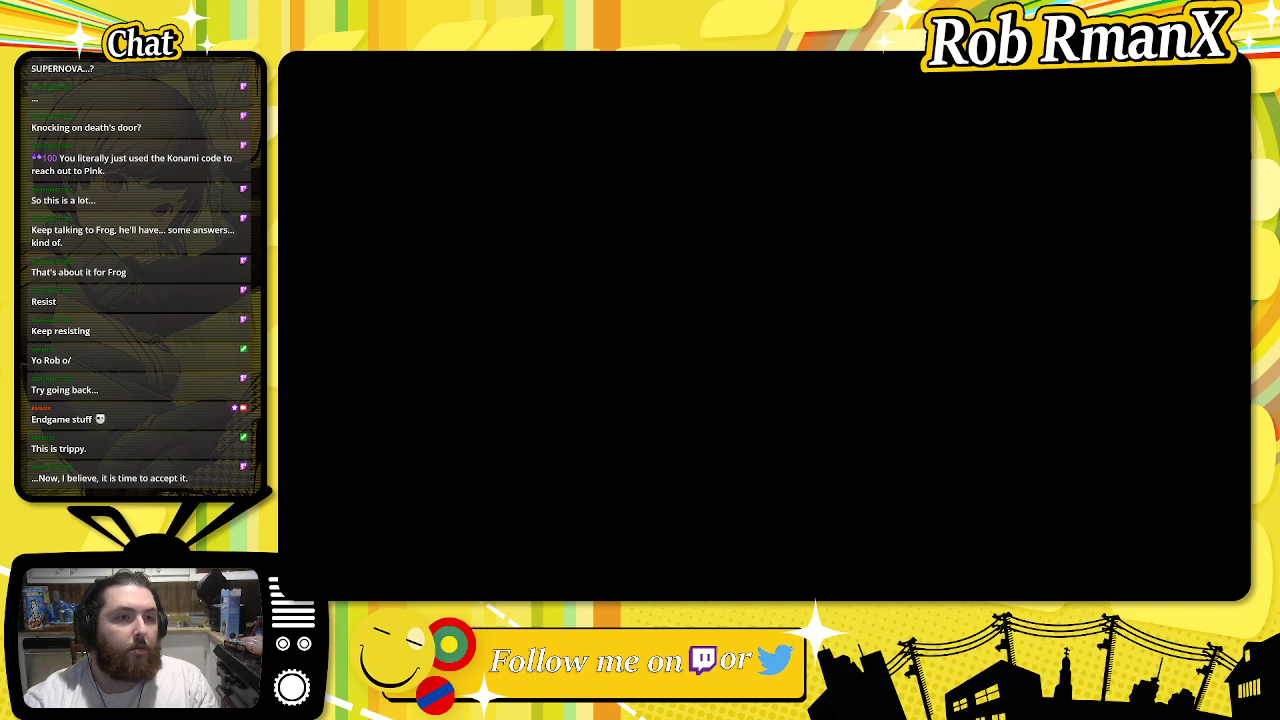 Chat
Rob RmanX
SUPERNOVA...?
...
Knocking on death's door?
100 You literally just used the Konami code to
reach out to Pink.
So this is a lot...
Keep talking to Frog, he'll have... some answers...
kind of.
That's about it for Frog
Resist
Keep resisting
Yo Rob o/
Try going back...
RMANX
Endgame stuff
This is trippy.
...Now, I believe, it is time to accept it.
Follow me on or